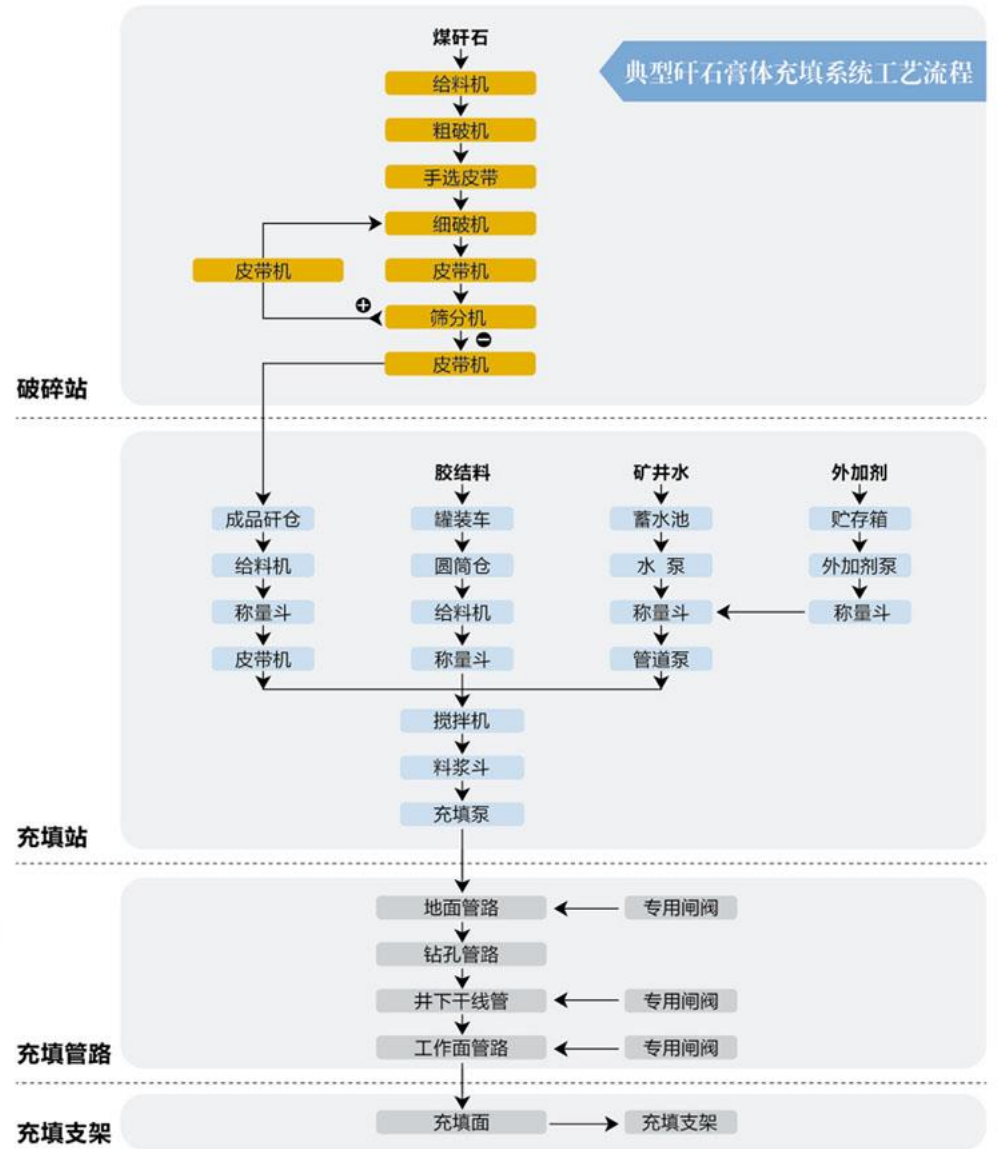 典型矸石膏体充填系统工艺流程
煤矸石
给料机
粗破机
手选皮带
细破机
皮带机
皮带机
+
筛分机
-
皮带机
破碎站
胶结料
矿井水
外加剂
成品矸仓
罐装车
蓄水池
贮存箱
给料机
圆筒仓
水 泵
外加剂泵
称量斗
给料机
称量斗
称量斗
皮带机
称量斗
管道泵
搅拌机
料浆斗
充填泵
充填站
地面管路
专用闸阀
钻孔管路
井下干线管
专用闸阀
工作面管路
专用闸阀
充填管路
充填面
充填支架
充填支架